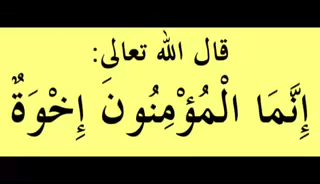 قال الله تعالى:
إِنَّمَا الْمُؤْمِنُونَ إِخْوَةٌ